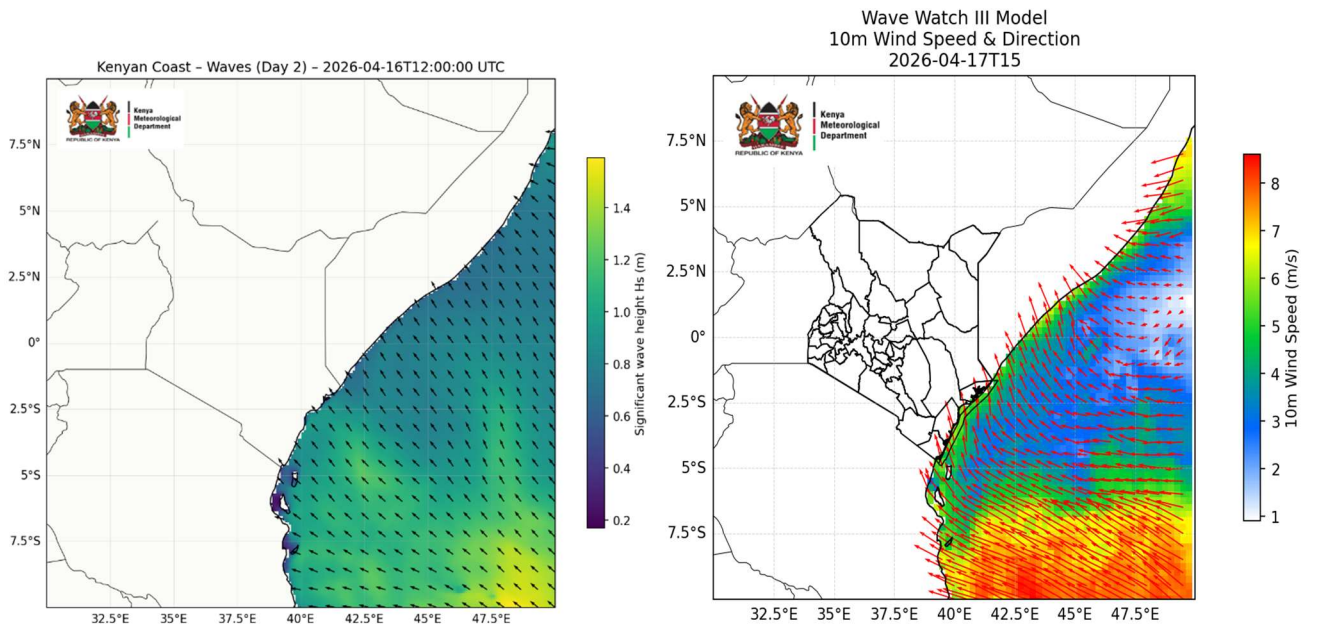 Kenyan Coast – Waves (Day 2) – 2026-04-16T12:00:00 UTC
Kenya
Meteorological
Department
REPUBLIC OF KENYA
7.5°N
5°N
2.5°N
0°
2.5°S
5°S
7.5°S
32.5°E 35°E 37.5°E 40°E 42.5°E 45°E 47.5°E
1.4
1.2
1.0
0.8
0.6
0.4
0.2
Significant wave height Hs (m)
Wave Watch III Model
10m Wind Speed & Direction
2026-04-17T15
Kenya
Meteorological
Department
REPUBLIC OF KENYA
7.5°N
5°N
2.5°N
0°
2.5°S
5°S
7.5°S
32.5°E 35°E 37.5°E 40°E 42.5°E 45°E 47.5°E
8
7
6
5
4
3
2
1
10m Wind Speed (m/s)